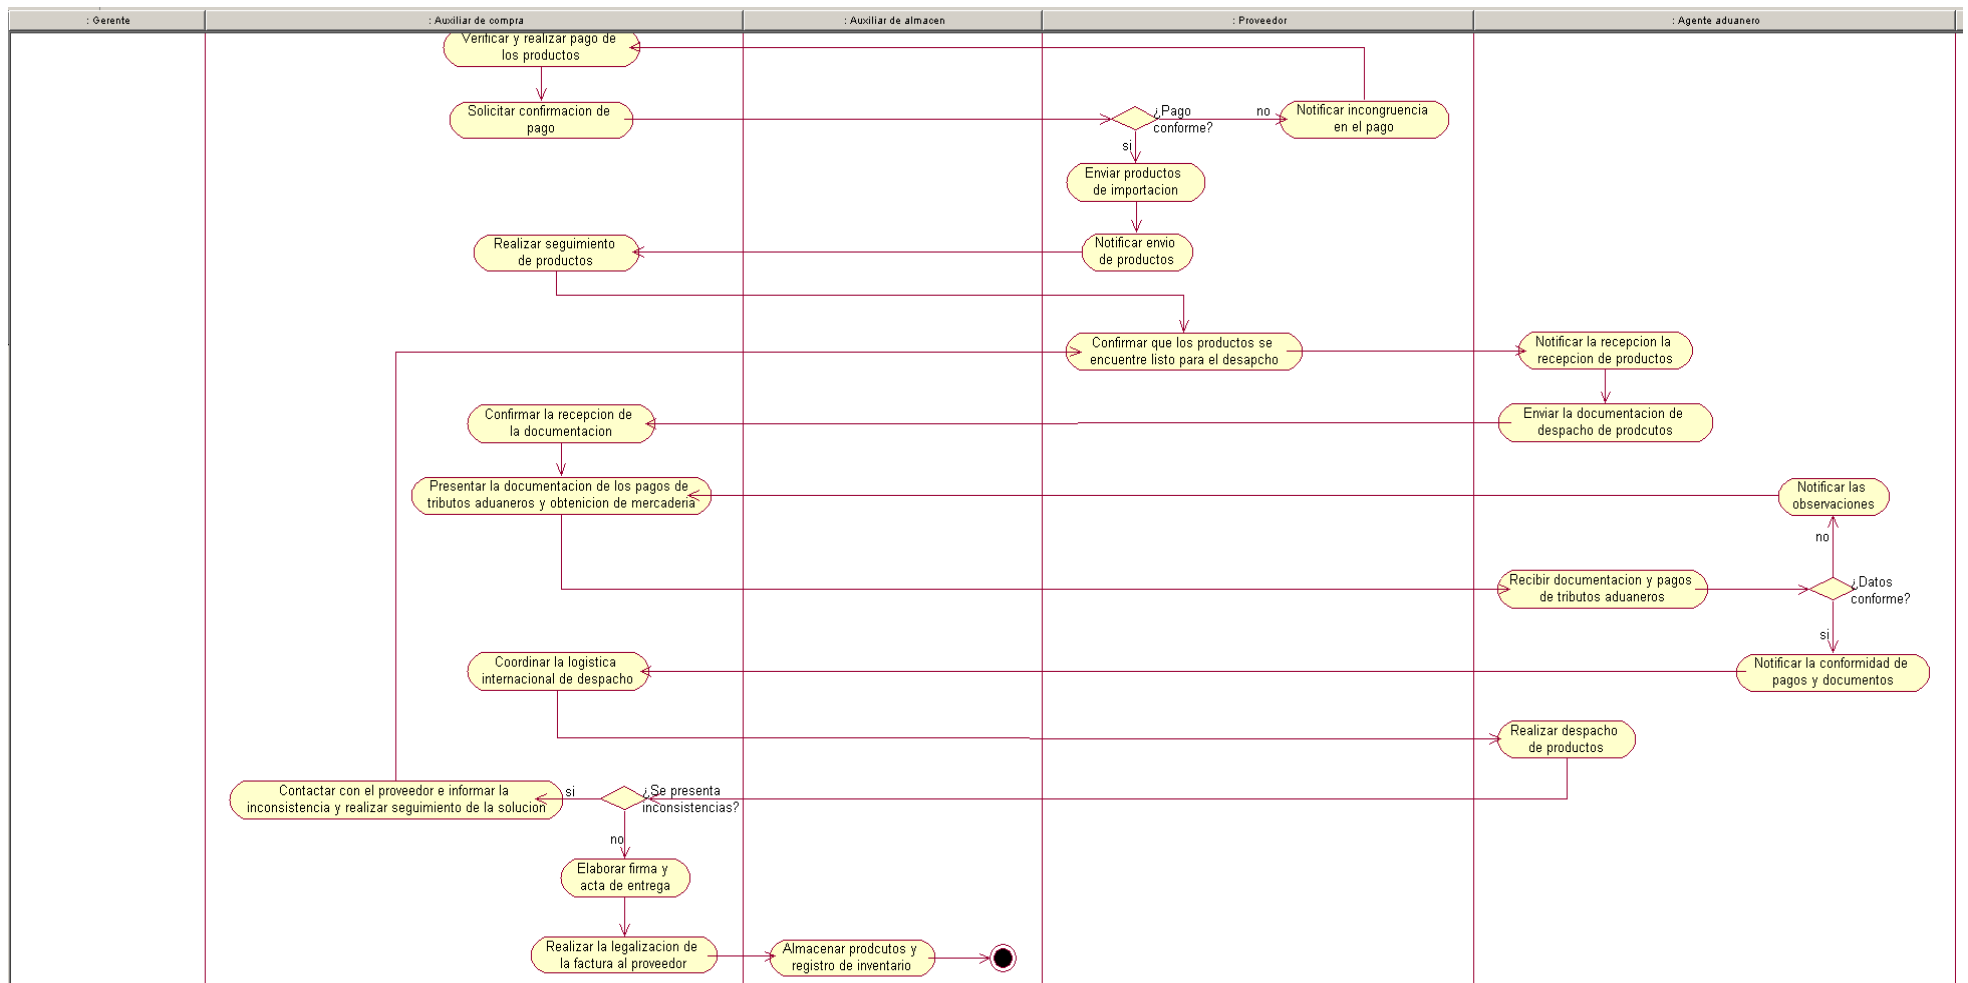 : Gerente
: Auxiliar de compra
: Auxiliar de almacen
: Proveedor
: Agente aduanero
Verificar y realizar pago de
los productos
Solicitar confirmacion de
pago
¿Pago
conforme?
no
Notificar incongruencia
en el pago
si
Enviar productos
de importacion
Realizar seguimiento
de productos
Notificar envio
de productos
Confirmar que los productos se
encuentre listo para el desapcho
Notificar la recepcion la
recepcion de productos
Confirmar la recepcion de
la documentacion
Enviar la documentacion de
despacho de prodcutos
Presentar la documentacion de los pagos de
tributos aduaneros y obtenicion de mercaderia
Notificar las
observaciones
no
Recibir documentacion y pagos
de tributos aduaneros
¿Datos
conforme?
si
Coordinar la logistica
internacional de despacho
Notificar la conformidad de
pagos y documentos
Realizar despacho
de productos
Contactar con el proveedor e informar la
inconsistencia y realizar seguimiento de la solucion
si
¿Se presenta
inconsistencias?
no
Elaborar firma y
acta de entrega
Realizar la legalizacion de
la factura al proveedor
Almacenar prodcutos y
registro de inventario